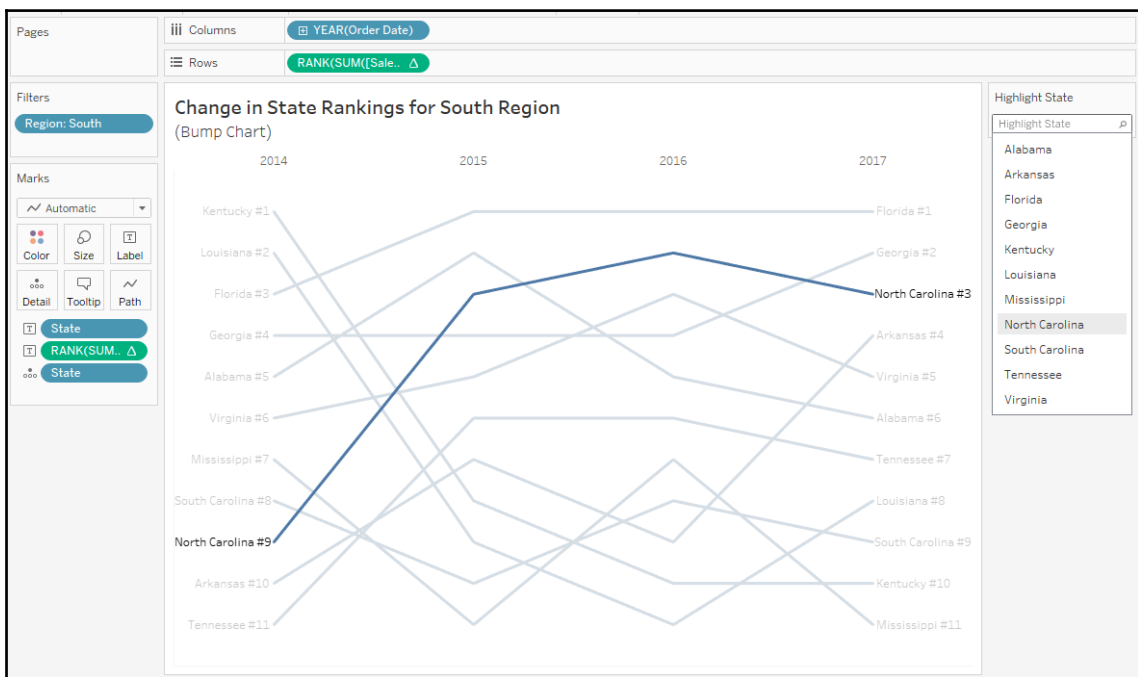 Pages
Columns
YEAR(Order Date)
Rows
RANK(SUM([Sale.. Δ
Filters
Region: South
Marks
Automatic
Color Size Label
Detail Tooltip Path
State
RANK(SUM.. Δ
State
Change in State Rankings for South Region
(Bump Chart)
2014 2015 2016 2017
Kentucky #1 Florida #1
Louisiana #2 Georgia #2
Florida #3 North Carolina #3
Georgia #4 Arkansas #4
Alabama #5 Virginia #5
Virginia #6 Alabama #6
Mississippi #7 Tennessee #7
South Carolina #8 Louisiana #8
North Carolina #9 South Carolina #9
Arkansas #10 Kentucky #10
Tennessee #11 Mississippi #11
Highlight State
Highlight State
Alabama
Arkansas
Florida
Georgia
Kentucky
Louisiana
Mississippi
North Carolina
South Carolina
Tennessee
Virginia